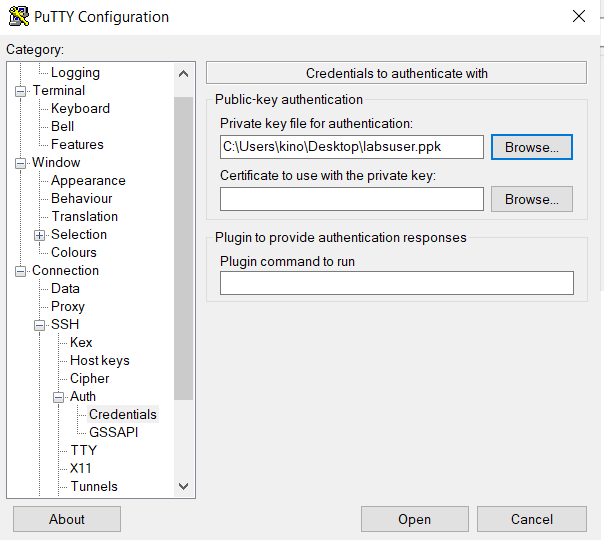 PuTTY Configuration
Category:
Logging
Terminal
Keyboard
Bell
Features
Window
Appearance
Behaviour
Translation
Selection
Colours
Connection
Data
Proxy
SSH
Kex
Host keys
Cipher
Auth
Credentials
GSSAPI
TTY
X11
Tunnels
Credentials to authenticate with
Public-key authentication
Private key file for authentication:
C:\Users\kino\Desktop\labsuser.ppk Browse...
Certificate to use with the private key:
Browse...
Plugin to provide authentication responses
Plugin command to run
About Open Cancel